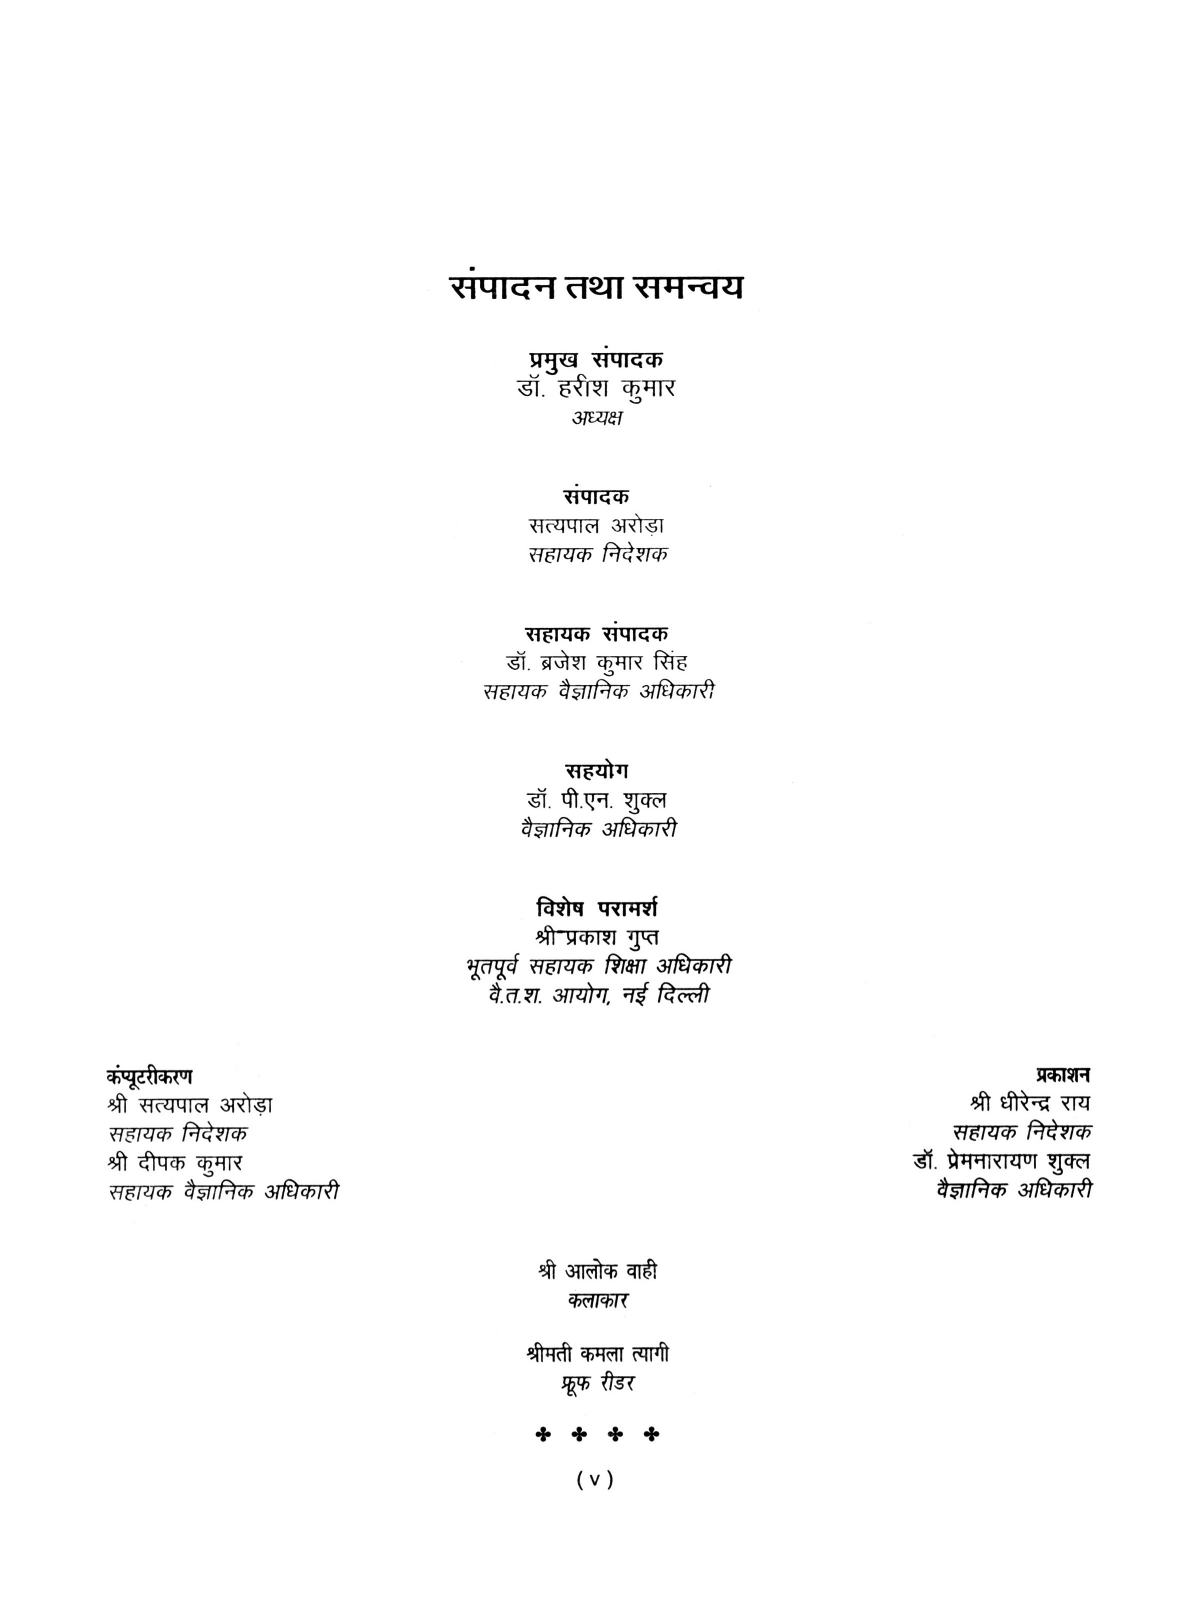 संपादन तथा समन्वय
प्रमुख संपादक
डॉ. हरीश कुमार
अध्यक्ष
संपादक
सत्यपाल अरोड़ा
सहायक निदेशक
सहायक संपादक
डॉ. ब्रजेश कुमार सिंह
सहायक वैज्ञानिक अधिकारी
सहयोग
डॉ. पी.एन. शुक्ल
वैज्ञानिक अधिकारी
विशेष परामर्श
श्री प्रकाश गुप्त
भूतपूर्व सहायक शिक्षा अधिकारी
वै.त.श. आयोग, नई दिल्ली
कंप्यूटरीकरण
श्री सत्यपाल अरोड़ा
सहायक निदेशक
श्री दीपक कुमार
सहायक वैज्ञानिक अधिकारी
प्रकाशन
श्री धीरेन्द्र राय
सहायक निदेशक
डॉ. प्रेमनारायण शुक्ल
वैज्ञानिक अधिकारी
श्री आलोक वाही
कलाकार
श्रीमती कमला त्यागी
फ्रूफ रीडर
( v )